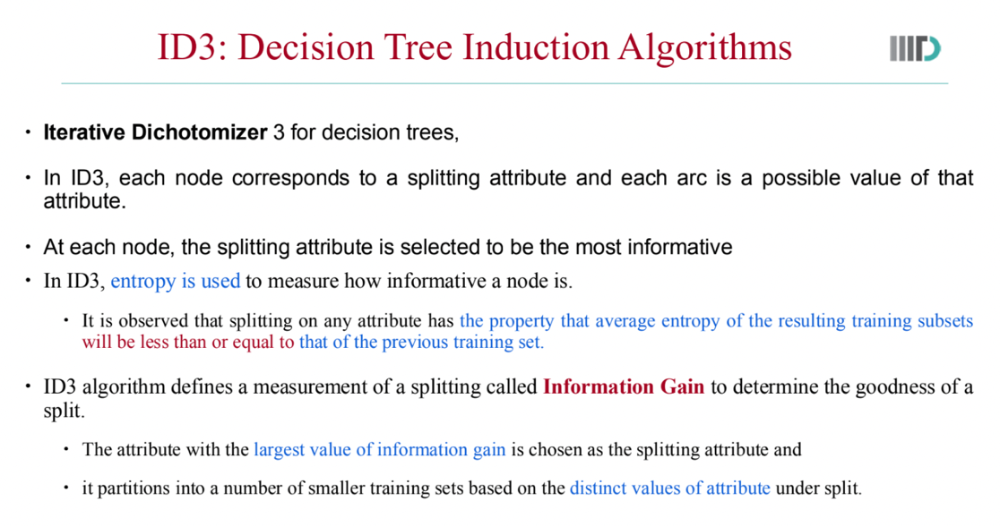 ID3: Decision Tree Induction Algorithms
• Iterative Dichotomizer 3 for decision trees,
• In ID3, each node corresponds to a splitting attribute and each arc is a possible value of that
attribute.
• At each node, the splitting attribute is selected to be the most informative
• In ID3, entropy is used to measure how informative a node is.
• It is observed that splitting on any attribute has the property that average entropy of the resulting training subsets
will be less than or equal to that of the previous training set.
• ID3 algorithm defines a measurement of a splitting called Information Gain to determine the goodness of a
split.
• The attribute with the largest value of information gain is chosen as the splitting attribute and
• it partitions into a number of smaller training sets based on the distinct values of attribute under split.